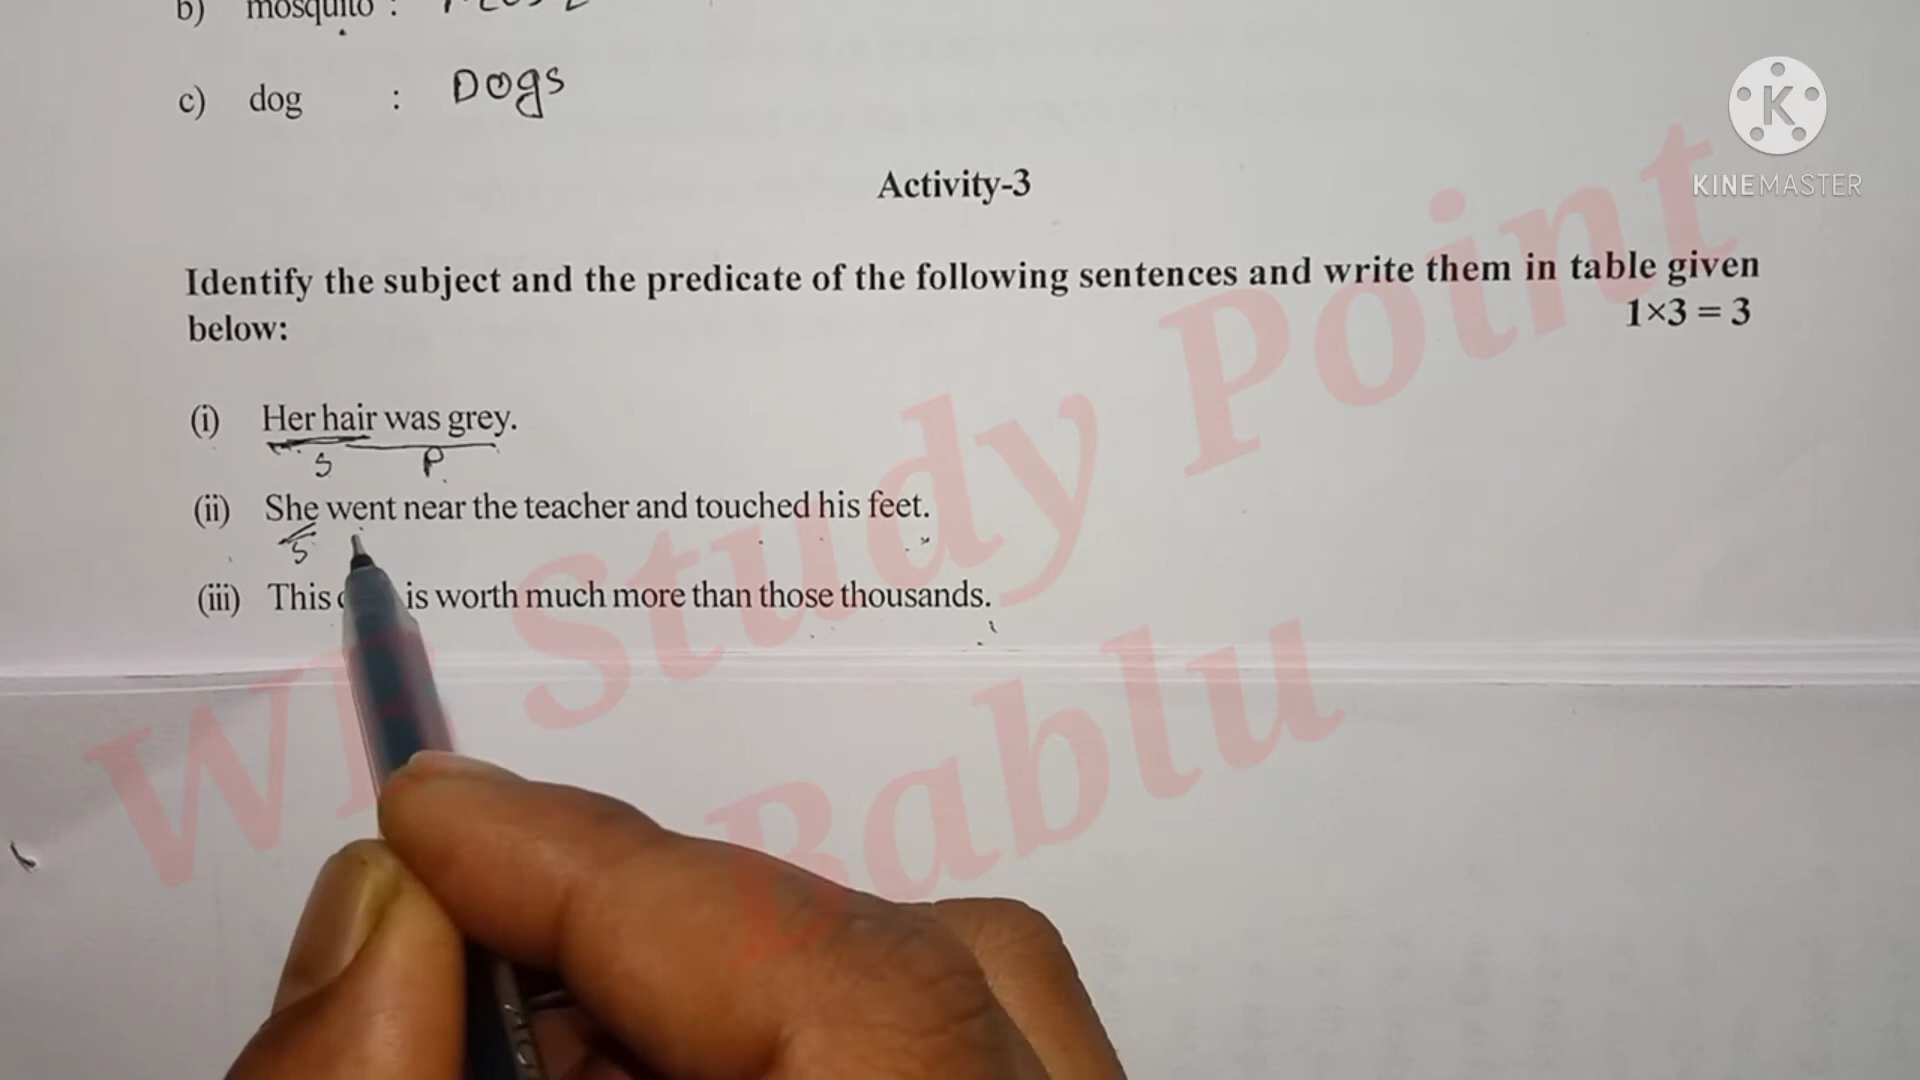 b) mosquito :
c) dog : Dogs
Activity-3
Identify the subject and the predicate of the following sentences and write them in table given
below: 1×3 = 3
(i) Her hair was grey.
S P
(ii) She went near the teacher and touched his feet.
S
(iii) This is worth much more than those thousands.
K
KINEMASTER
Study Point
Bablu